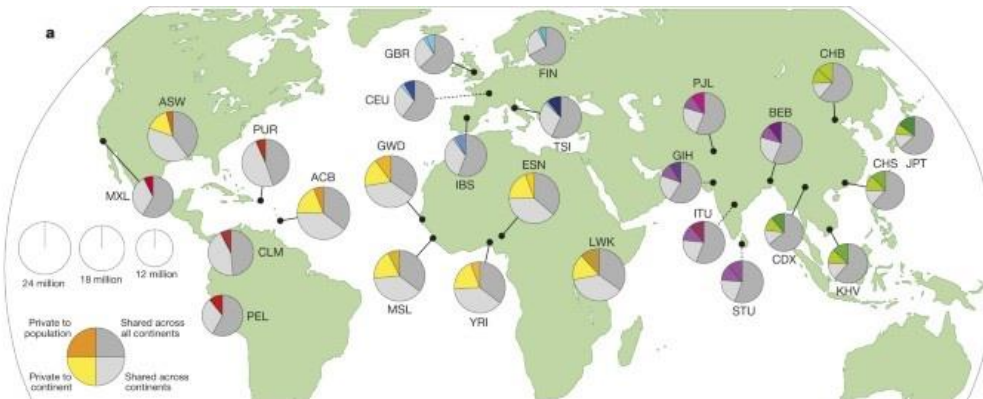 a
GBR
FIN
CHB
CEU
PJL
BEB
ASW
PUR
TSI
GWD
ESN
GIH
CHS
JPT
IBS
MXL
ACB
ITU
CDX
LWK
CLM
24 million
18 million
12 million
MSL
YRI
STU
KHV
PEL
Private to
population
Shared across
all continents
Private to
continent
Shared across
continents